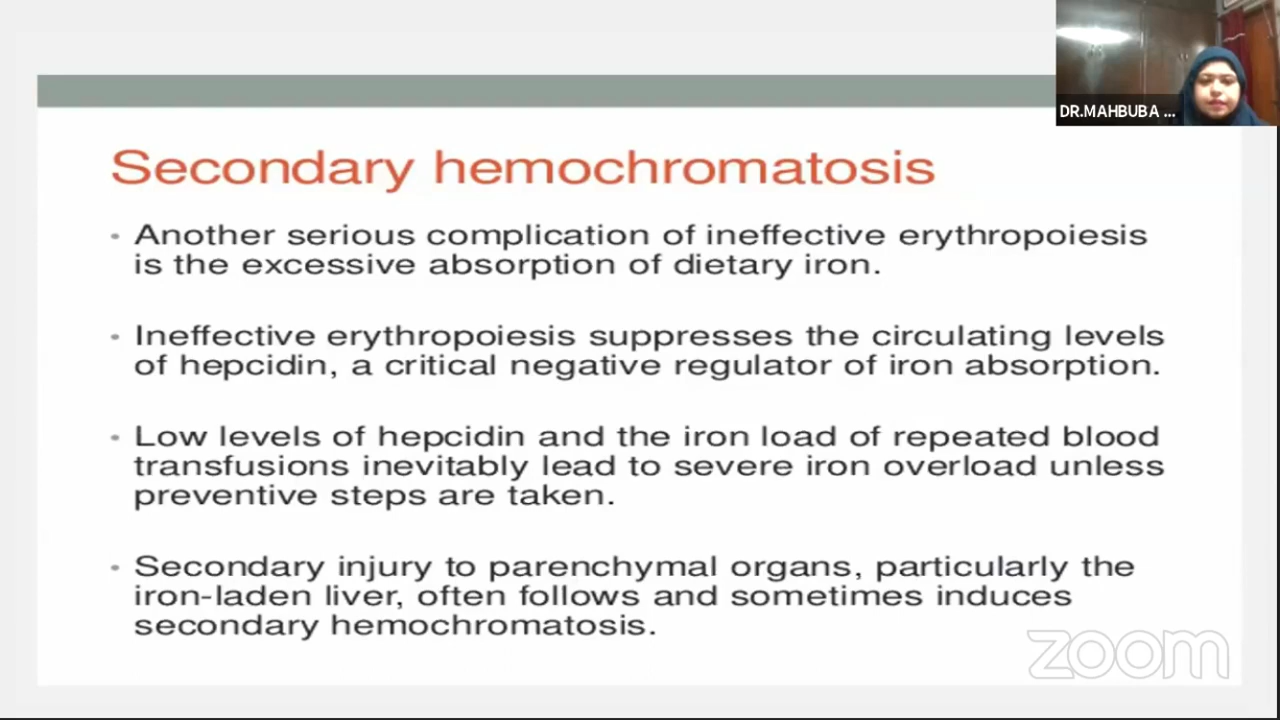 DR.MAHBUBA ...
Secondary hemochromatosis
• Another serious complication of ineffective erythropoiesis
is the excessive absorption of dietary iron.
• Ineffective erythropoiesis suppresses the circulating levels
of hepcidin, a critical negative regulator of iron absorption.
• Low levels of hepcidin and the iron load of repeated blood
transfusions inevitably lead to severe iron overload unless
preventive steps are taken.
• Secondary injury to parenchymal organs, particularly the
iron-laden liver, often follows and sometimes induces
secondary hemochromatosis.
zoom